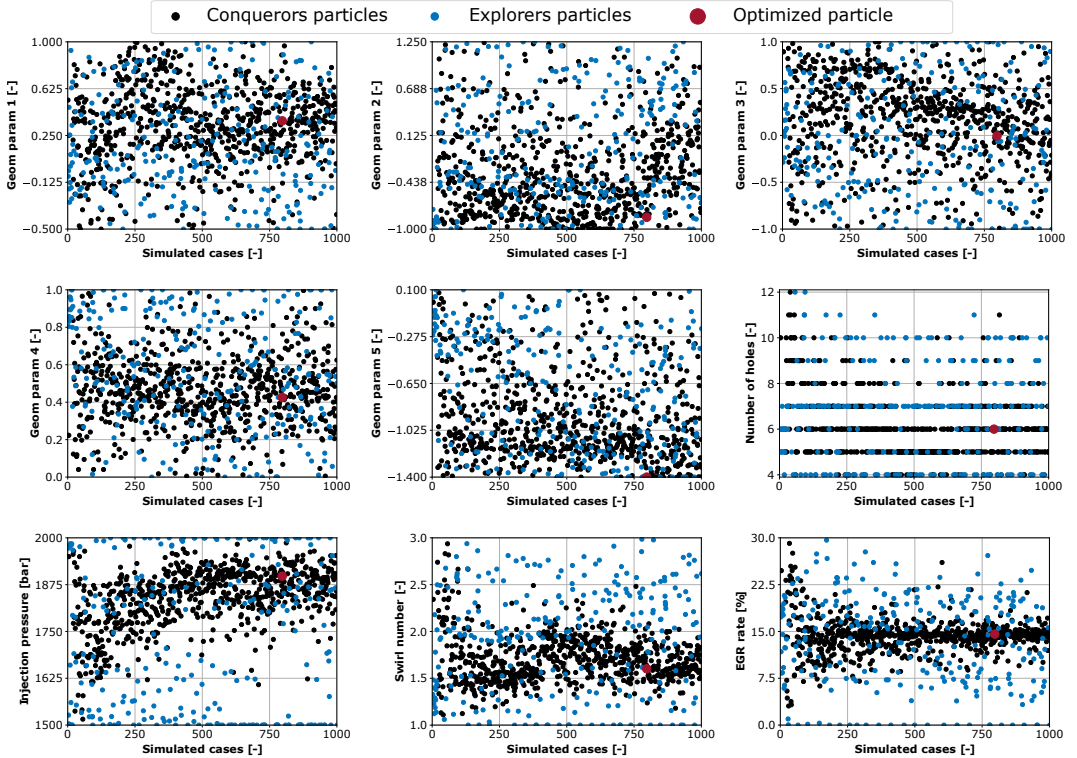 Conquerors particles Explorers particles Optimized particle
Geom param 1 [-]
1.000
0.625
0.250
−0.125
−0.500
0 250 500 750 1000
Simulated cases [-]
Geom param 2 [-]
1.250
0.688
0.125
−0.438
−1.000
0 250 500 750 1000
Simulated cases [-]
Geom param 3 [-]
1.0
0.5
0.0
−0.5
−1.0
0 250 500 750 1000
Simulated cases [-]
Geom param 4 [-]
1.0
0.8
0.6
0.4
0.2
0.0
0 250 500 750 1000
Simulated cases [-]
Geom param 5 [-]
0.100
−0.275
−0.650
−1.025
−1.400
0 250 500 750 1000
Simulated cases [-]
Number of holes [-]
12
10
8
6
4
0 250 500 750 1000
Simulated cases [-]
Injection pressure [bar]
2000
1875
1750
1625
1500
0 250 500 750 1000
Simulated cases [-]
Swirl number [-]
3.0
2.5
2.0
1.5
1.0
0 250 500 750 1000
Simulated cases [-]
EGR rate [%]
30.0
22.5
15.0
7.5
0.0
0 250 500 750 1000
Simulated cases [-]